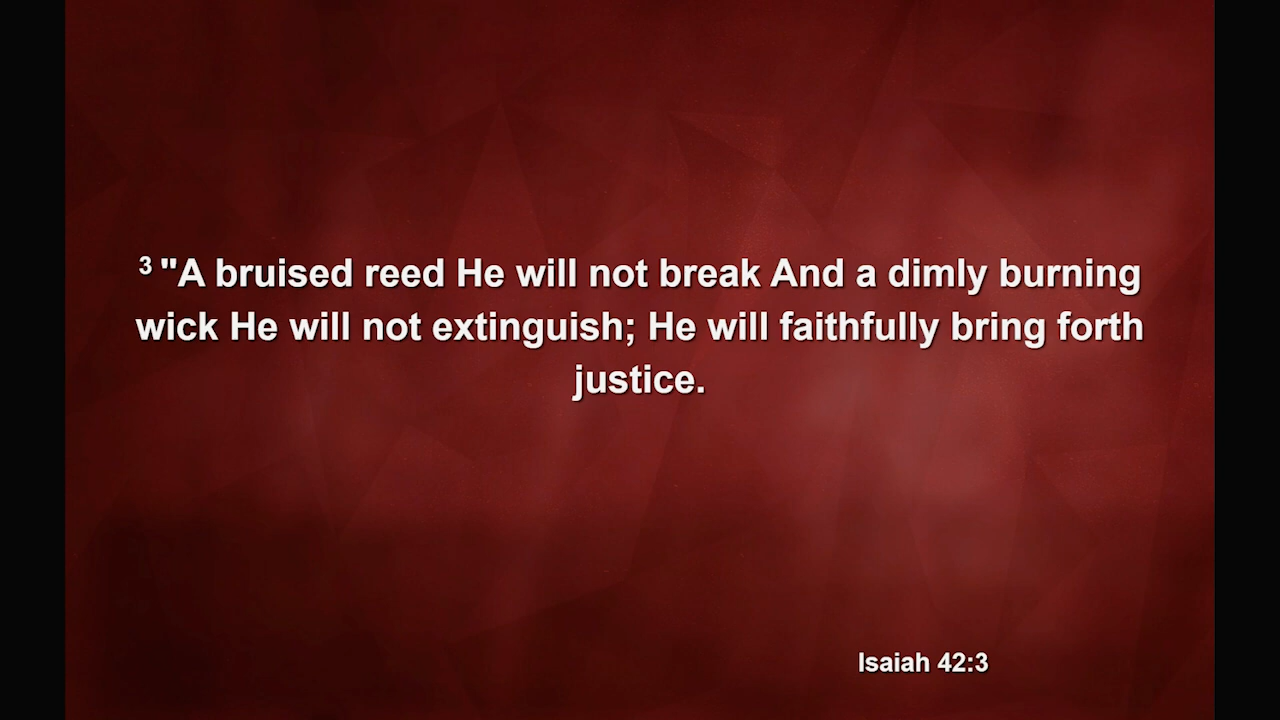 3 "A bruised reed He will not break And a dimly burning
wick He will not extinguish; He will faithfully bring forth
justice.
Isaiah 42:3